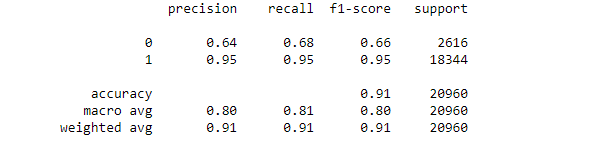 precision recall f1-score support
0 0.64 0.68 0.66 2616
1 0.95 0.95 0.95 18344
accuracy 0.91 20960
macro avg 0.80 0.81 0.80 20960
weighted avg 0.91 0.91 0.91 20960